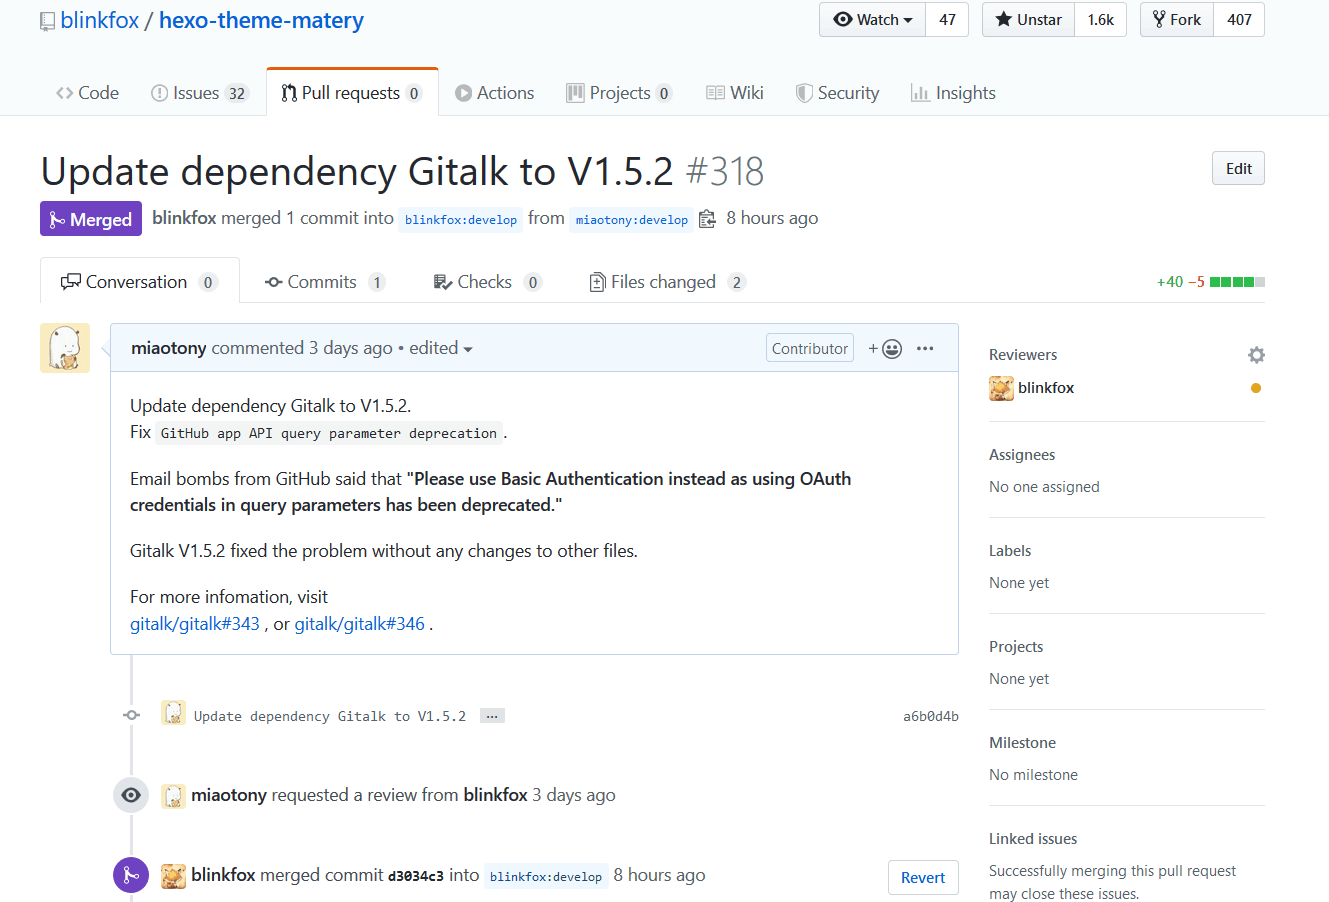 blinkfox / hexo-theme-matery
Watch 47 Unstar 1.6k Fork 407
Code Issues 32 Pull requests 0 Actions Projects 0 Wiki Security Insights
Update dependency Gitalk to V1.5.2 #318
Edit
Merged blinkfox merged 1 commit into blinkfox:develop from miaotony:develop 8 hours ago
Conversation 0 Commits 1 Checks 0 Files changed 2 +40 −5
miaotony commented 3 days ago • edited Contributor + ...
Update dependency Gitalk to V1.5.2.
Fix GitHub app API query parameter deprecation .
Email bombs from GitHub said that "Please use Basic Authentication instead as using OAuth
credentials in query parameters has been deprecated."
Gitalk V1.5.2 fixed the problem without any changes to other files.
For more infomation, visit
gitalk/gitalk#343 , or gitalk/gitalk#346 .
Update dependency Gitalk to V1.5.2 ... a6b0d4b
miaotony requested a review from blinkfox 3 days ago
blinkfox merged commit d3034c3 into blinkfox:develop 8 hours ago Revert
Reviewers
blinkfox
Assignees
No one assigned
Labels
None yet
Projects
None yet
Milestone
No milestone
Linked issues
Successfully merging this pull request
may close these issues.